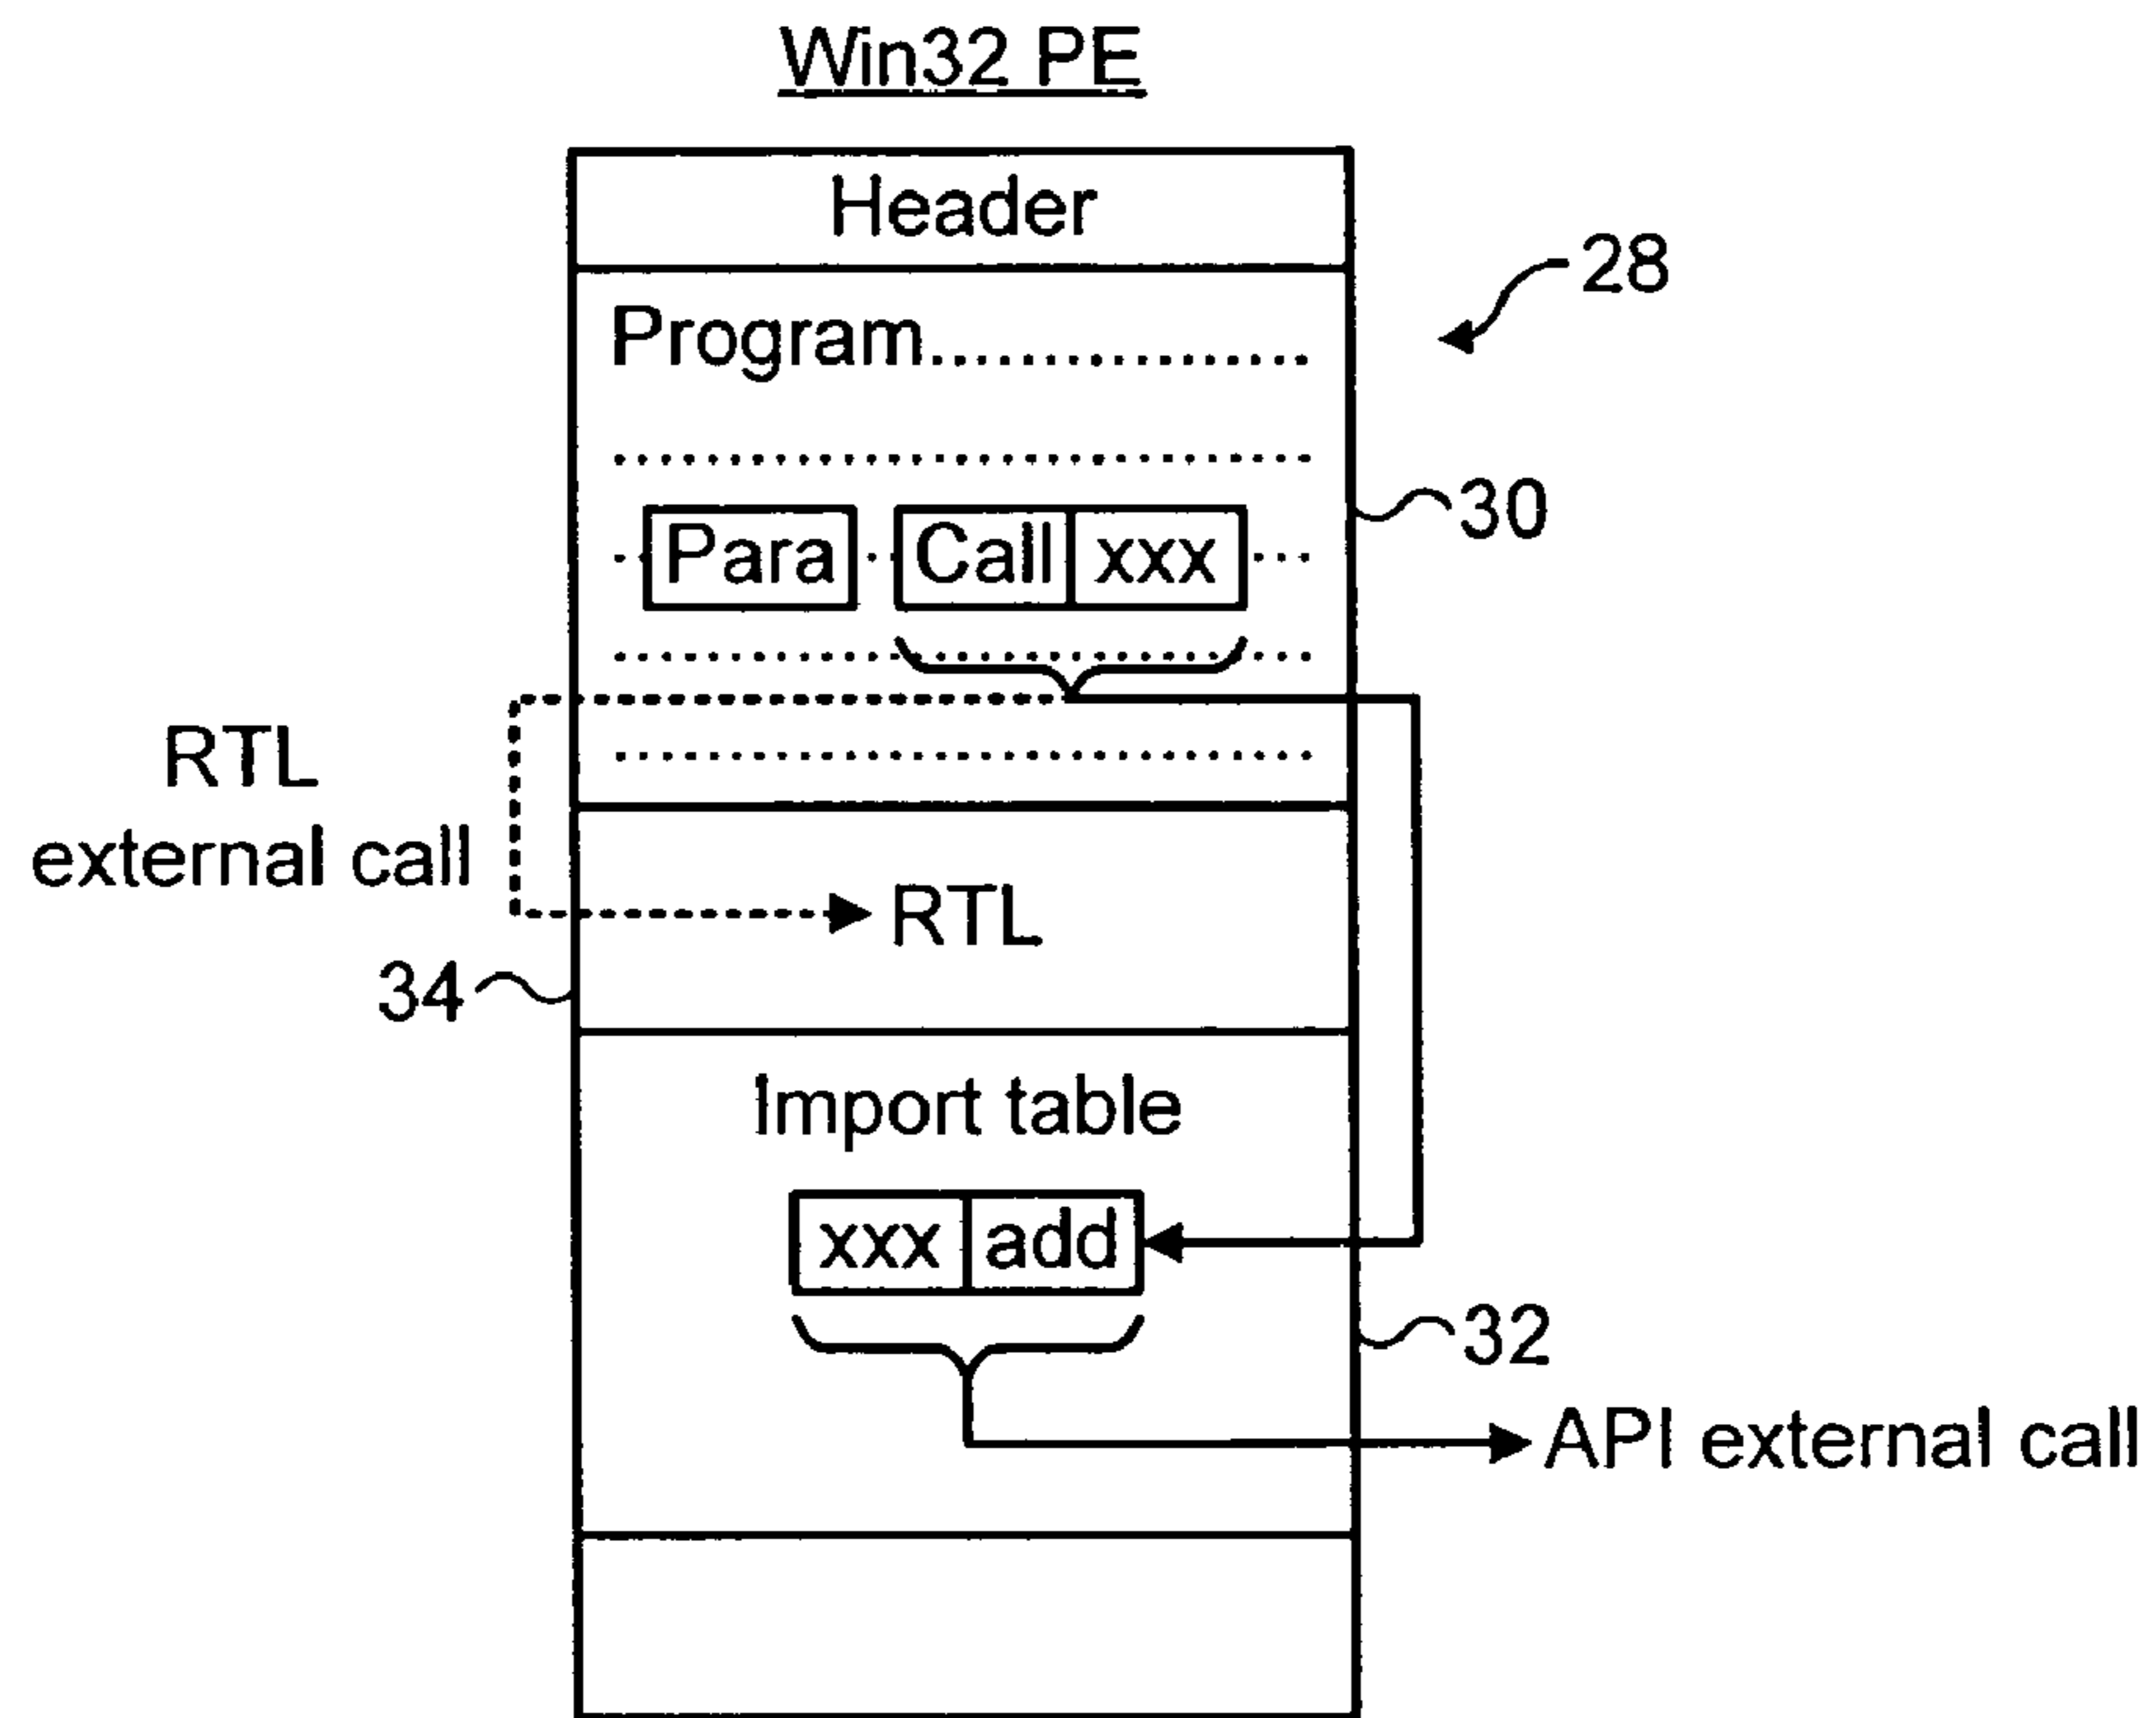 Win32 PE
Header
28
Program................
30
Para Call xxx
RTL
external call
RTL
34
Import table
xxx add
32
API external call